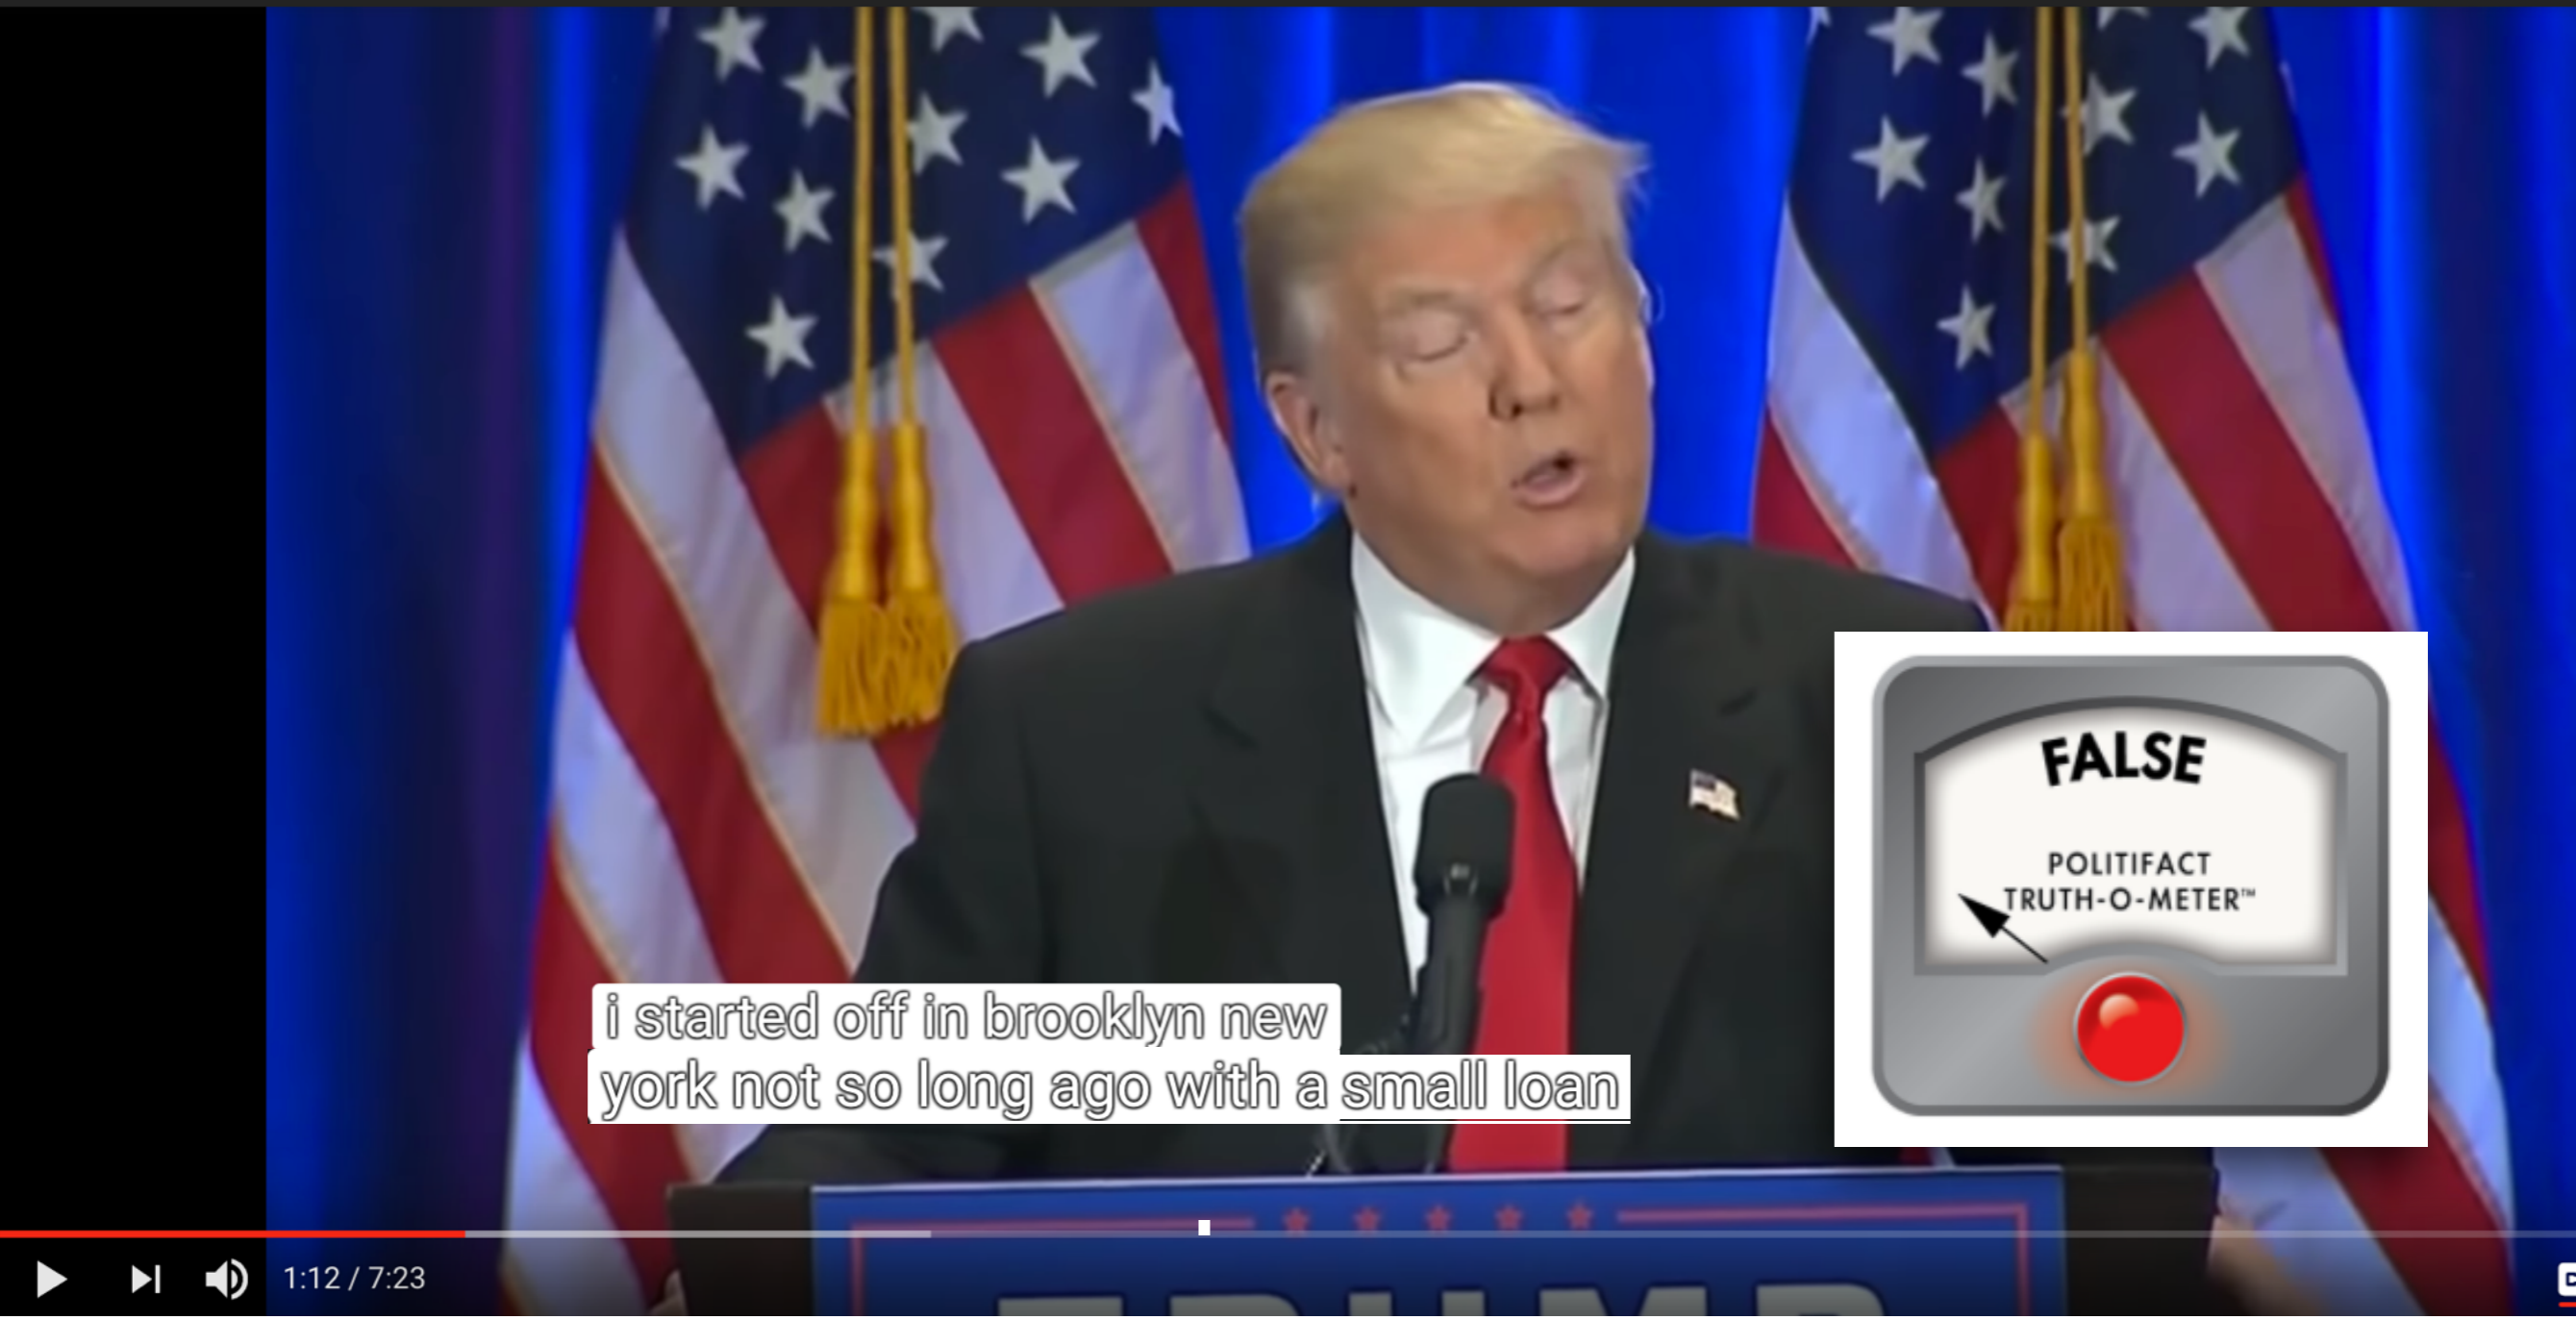 FALSE
POLITIFACT
TRUTH-O-METER™
i started off in brooklyn new
york not so long ago with a small loan
1:12 / 7:23
TRUMP